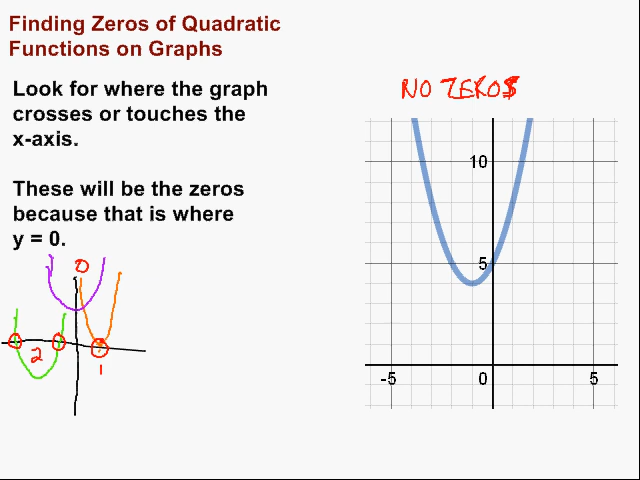 Finding Zeros of Quadratic
Functions on Graphs
Look for where the graph
crosses or touches the
x-axis.
These will be the zeros
because that is where
y = 0.
0
2
1
NO ZEROS
10
5
-5
0
5